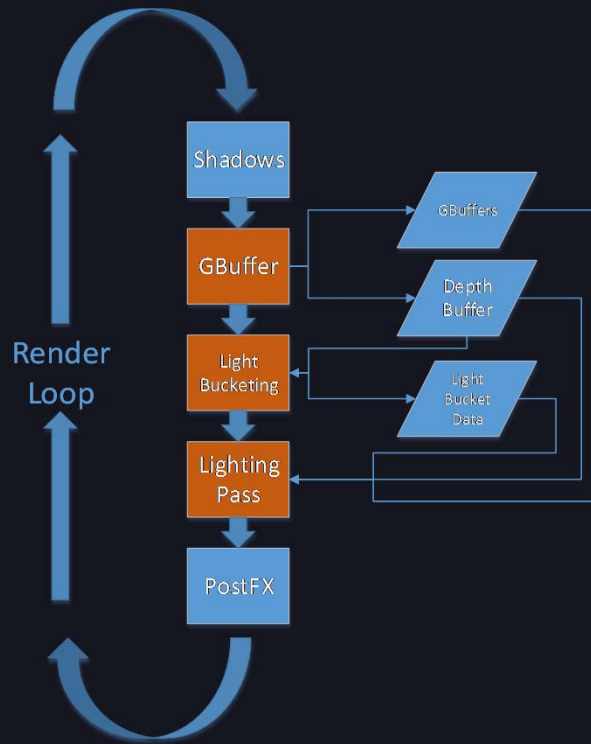 Shadows
GBuffers
GBuffer
Depth
Buffer
Render
Loop
Light
Bucketing
Light
Bucket
Data
Lighting
Pass
PostFX